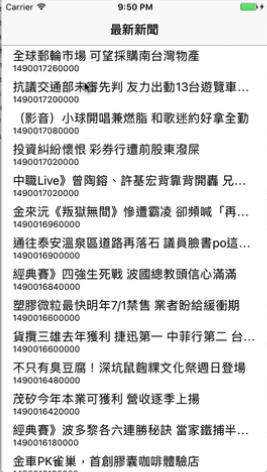 Carrier 9:50 PM
最新新聞
全球郵輪市場 可望採購南台灣物產
1490017260000
抗議交通部未審先判 友力出動13台遊覽車…
1490017200000
（影音）小球開唱兼燃脂 和歌迷約好拿全勤
1490017080000
投資糾紛懷恨 彩券行遭前股東潑屎
1490017020000
中職Live》曾陶鎔、許基宏背靠背開轟 兄…
1490017020000
金來沅《叛獄無間》慘遭霸凌 卻頻喊「再…
1490016960000
通往泰安溫泉區道路再落石 議員臉書po這…
1490016900000
經典賽》四強生死戰 波國總教頭信心滿滿
1490016840000
塑膠微粒最快明年7/1禁售 業者盼給緩衝期
1490016600000
貨攬三雄去年獲利 捷迅第一 中菲行第二 台…
1490016600000
不只有臭豆腐！深坑鼠麴粿文化祭週日登場
1490016480000
茂矽今年本業可獲利 營收逐季上揚
1490016420000
經典賽》波多黎各六連勝秘訣 當家鐵捕半…
1490016180000
金車PK雀巢，首創膠囊咖啡體驗店